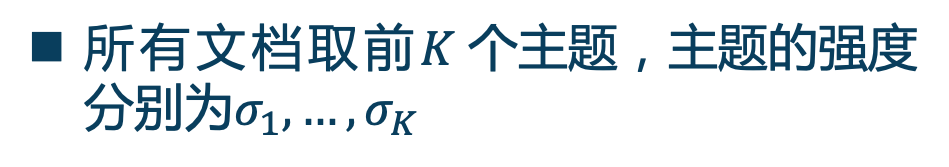 ■ 所有文档取前K个主题，主题的强度
分别为σ₁, … , σ_K